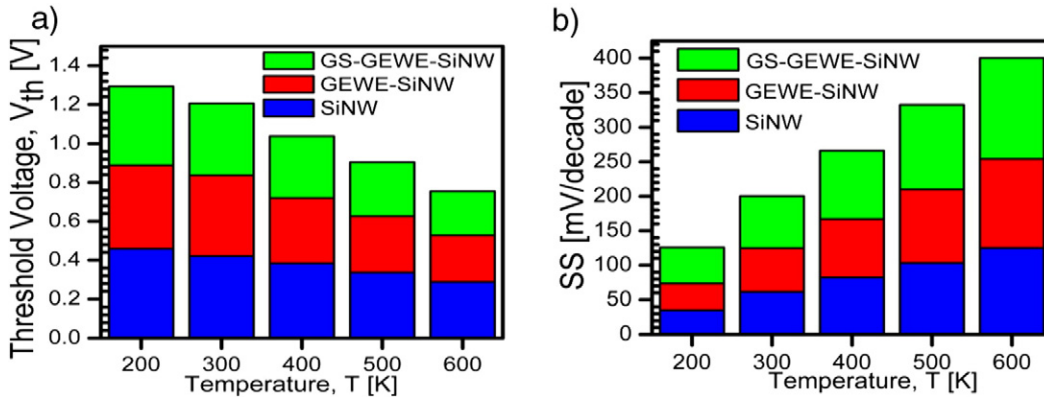 a)
Threshold Voltage, V_th [V]
1.4
1.2
1.0
0.8
0.6
0.4
0.2
0.0
GS-GEWE-SiNW
GEWE-SiNW
SiNW
200 300 400 500 600
Temperature, T [K]
b)
SS [mV/decade]
400
350
300
250
200
150
100
50
0
GS-GEWE-SiNW
GEWE-SiNW
SiNW
200 300 400 500 600
Temperature, T [K]